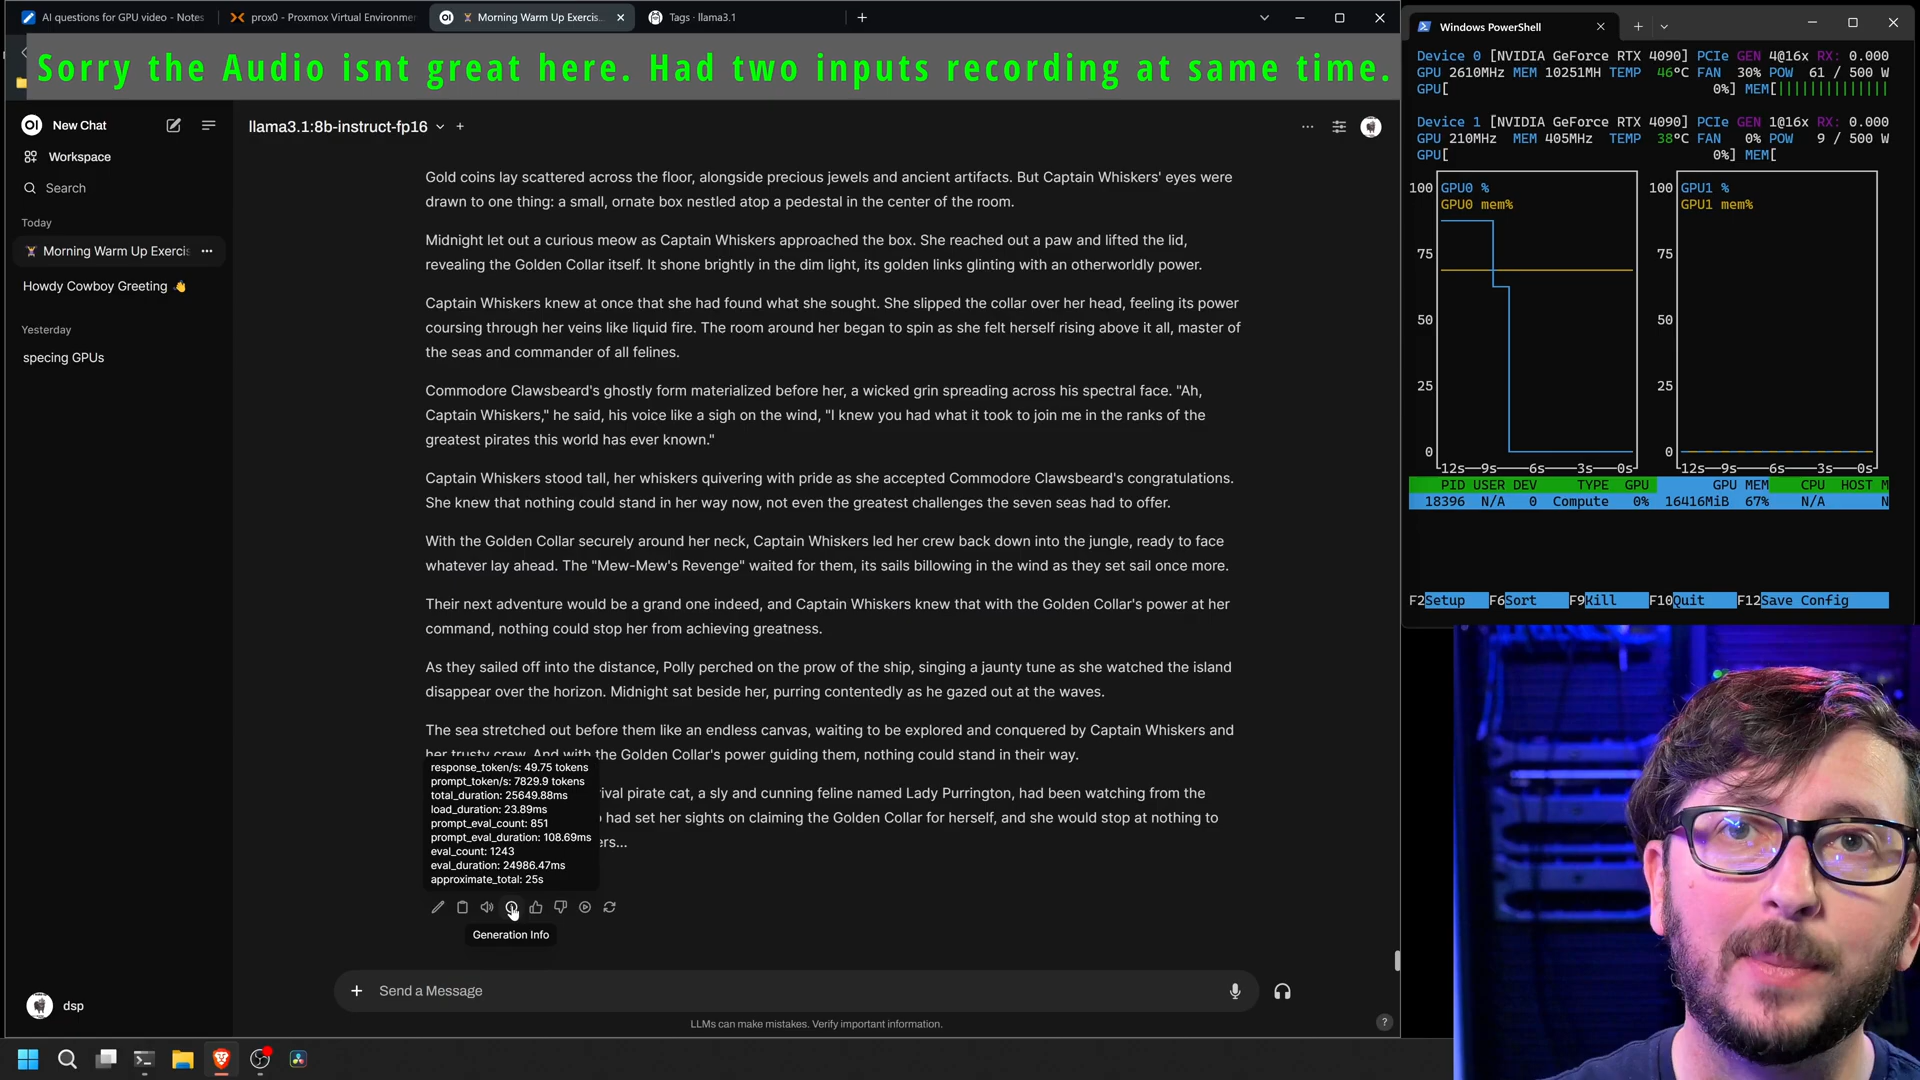 AI questions for GPU video - Notes
prox0 - Proxmox Virtual Environmen
Morning Warm Up Exercis
Tags · llama3.1
Sorry the Audio isnt great here. Had two inputs recording at same time.
New Chat
llama3.1:8b-instruct-fp16
Workspace
Search
Today
Morning Warm Up Exercis
Howdy Cowboy Greeting
Yesterday
specing GPUs
Gold coins lay scattered across the floor, alongside precious jewels and ancient artifacts. But Captain Whiskers' eyes were
drawn to one thing: a small, ornate box nestled atop a pedestal in the center of the room.
Midnight let out a curious meow as Captain Whiskers approached the box. She reached out a paw and lifted the lid,
revealing the Golden Collar itself. It shone brightly in the dim light, its golden links glinting with an otherworldly power.
Captain Whiskers knew at once that she had found what she sought. She slipped the collar over her head, feeling its power
coursing through her veins like liquid fire. The room around her began to spin as she felt herself rising above it all, master of
the seas and commander of all felines.
Commodore Clawsbeard's ghostly form materialized before her, a wicked grin spreading across his spectral face. "Ah,
Captain Whiskers," he said, his voice like a sigh on the wind, "I knew you had what it took to join me in the ranks of the
greatest pirates this world has ever known."
Captain Whiskers stood tall, her whiskers quivering with pride as she accepted Commodore Clawsbeard's congratulations.
She knew that nothing could stand in her way now, not even the greatest challenges the seven seas had to offer.
With the Golden Collar securely around her neck, Captain Whiskers led her crew back down into the jungle, ready to face
whatever lay ahead. The "Mew-Mew's Revenge" waited for them, its sails billowing in the wind as they set sail once more.
Their next adventure would be a grand one indeed, and Captain Whiskers knew that with the Golden Collar's power at her
command, nothing could stop her from achieving greatness.
As they sailed off into the distance, Polly perched on the prow of the ship, singing a jaunty tune as she watched the island
disappear over the horizon. Midnight sat beside her, purring contentedly as he gazed out at the waves.
The sea stretched out before them like an endless canvas, waiting to be explored and conquered by Captain Whiskers and
her trusty crew. And with the Golden Collar's power guiding them, nothing could stand in their way.
rival pirate cat, a sly and cunning feline named Lady Purrington, had been watching from the
had set her sights on claiming the Golden Collar for herself, and she would stop at nothing to
ers...
response_token/s: 49.75 tokens
prompt_token/s: 7829.9 tokens
total_duration: 25649.88ms
load_duration: 23.89ms
prompt_eval_count: 851
prompt_eval_duration: 108.69ms
eval_count: 1243
eval_duration: 24986.47ms
approximate_total: 25s
Generation Info
Send a Message
LLMs can make mistakes. Verify important information.
?
dsp
Windows PowerShell
Device 0 [NVIDIA GeForce RTX 4090] PCIe GEN 4@16x RX: 0.000
GPU 2610MHz MEM 10251MH TEMP 46°C FAN 30% POW 61 / 500 W
GPU[ 0%] MEM[||||||||||||
Device 1 [NVIDIA GeForce RTX 4090] PCIe GEN 1@16x RX: 0.000
GPU 210MHz MEM 405MHz TEMP 38°C FAN 0% POW 9 / 500 W
GPU[ 0%] MEM[
100 GPU0 % 100 GPU1 %
GPU0 mem% GPU1 mem%
75 75
50 50
25 25
0 0
12s 9s 6s 3s 0s 12s 9s 6s 3s 0s
PID USER DEV TYPE GPU GPU MEM CPU HOST M
18396 N/A 0 Compute 0% 16416MiB 67% N/A N
F2Setup F6Sort F9Kill F10Quit F12Save Config